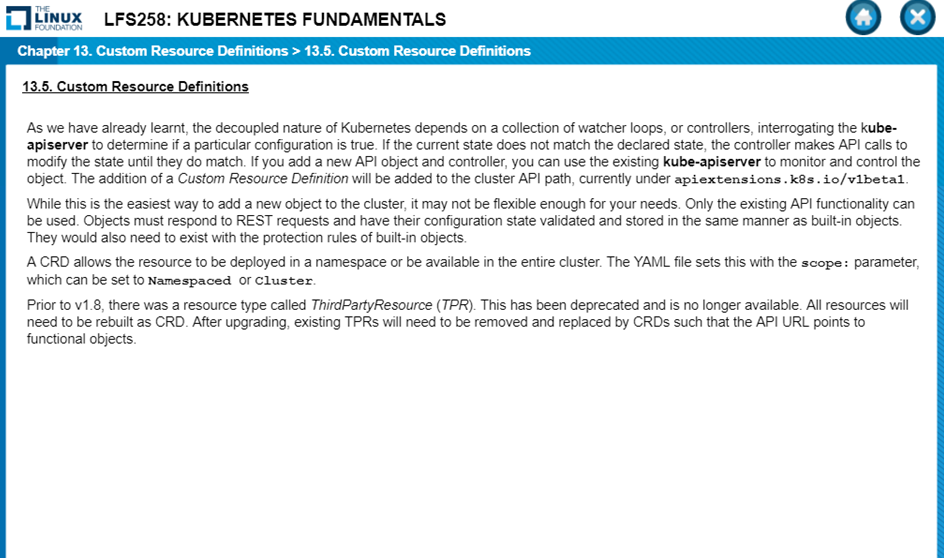 THE
LINUX
FOUNDATION
LFS258: KUBERNETES FUNDAMENTALS
Chapter 13. Custom Resource Definitions > 13.5. Custom Resource Definitions
13.5. Custom Resource Definitions
As we have already learnt, the decoupled nature of Kubernetes depends on a collection of watcher loops, or controllers, interrogating the kube-
apiserver to determine if a particular configuration is true. If the current state does not match the declared state, the controller makes API calls to
modify the state until they do match. If you add a new API object and controller, you can use the existing kube-apiserver to monitor and control the
object. The addition of a Custom Resource Definition will be added to the cluster API path, currently under apiextensions.k8s.io/v1beta1.
While this is the easiest way to add a new object to the cluster, it may not be flexible enough for your needs. Only the existing API functionality can
be used. Objects must respond to REST requests and have their configuration state validated and stored in the same manner as built-in objects.
They would also need to exist with the protection rules of built-in objects.
A CRD allows the resource to be deployed in a namespace or be available in the entire cluster. The YAML file sets this with the scope: parameter,
which can be set to Namespaced or Cluster.
Prior to v1.8, there was a resource type called ThirdPartyResource (TPR). This has been deprecated and is no longer available. All resources will
need to be rebuilt as CRD. After upgrading, existing TPRs will need to be removed and replaced by CRDs such that the API URL points to
functional objects.